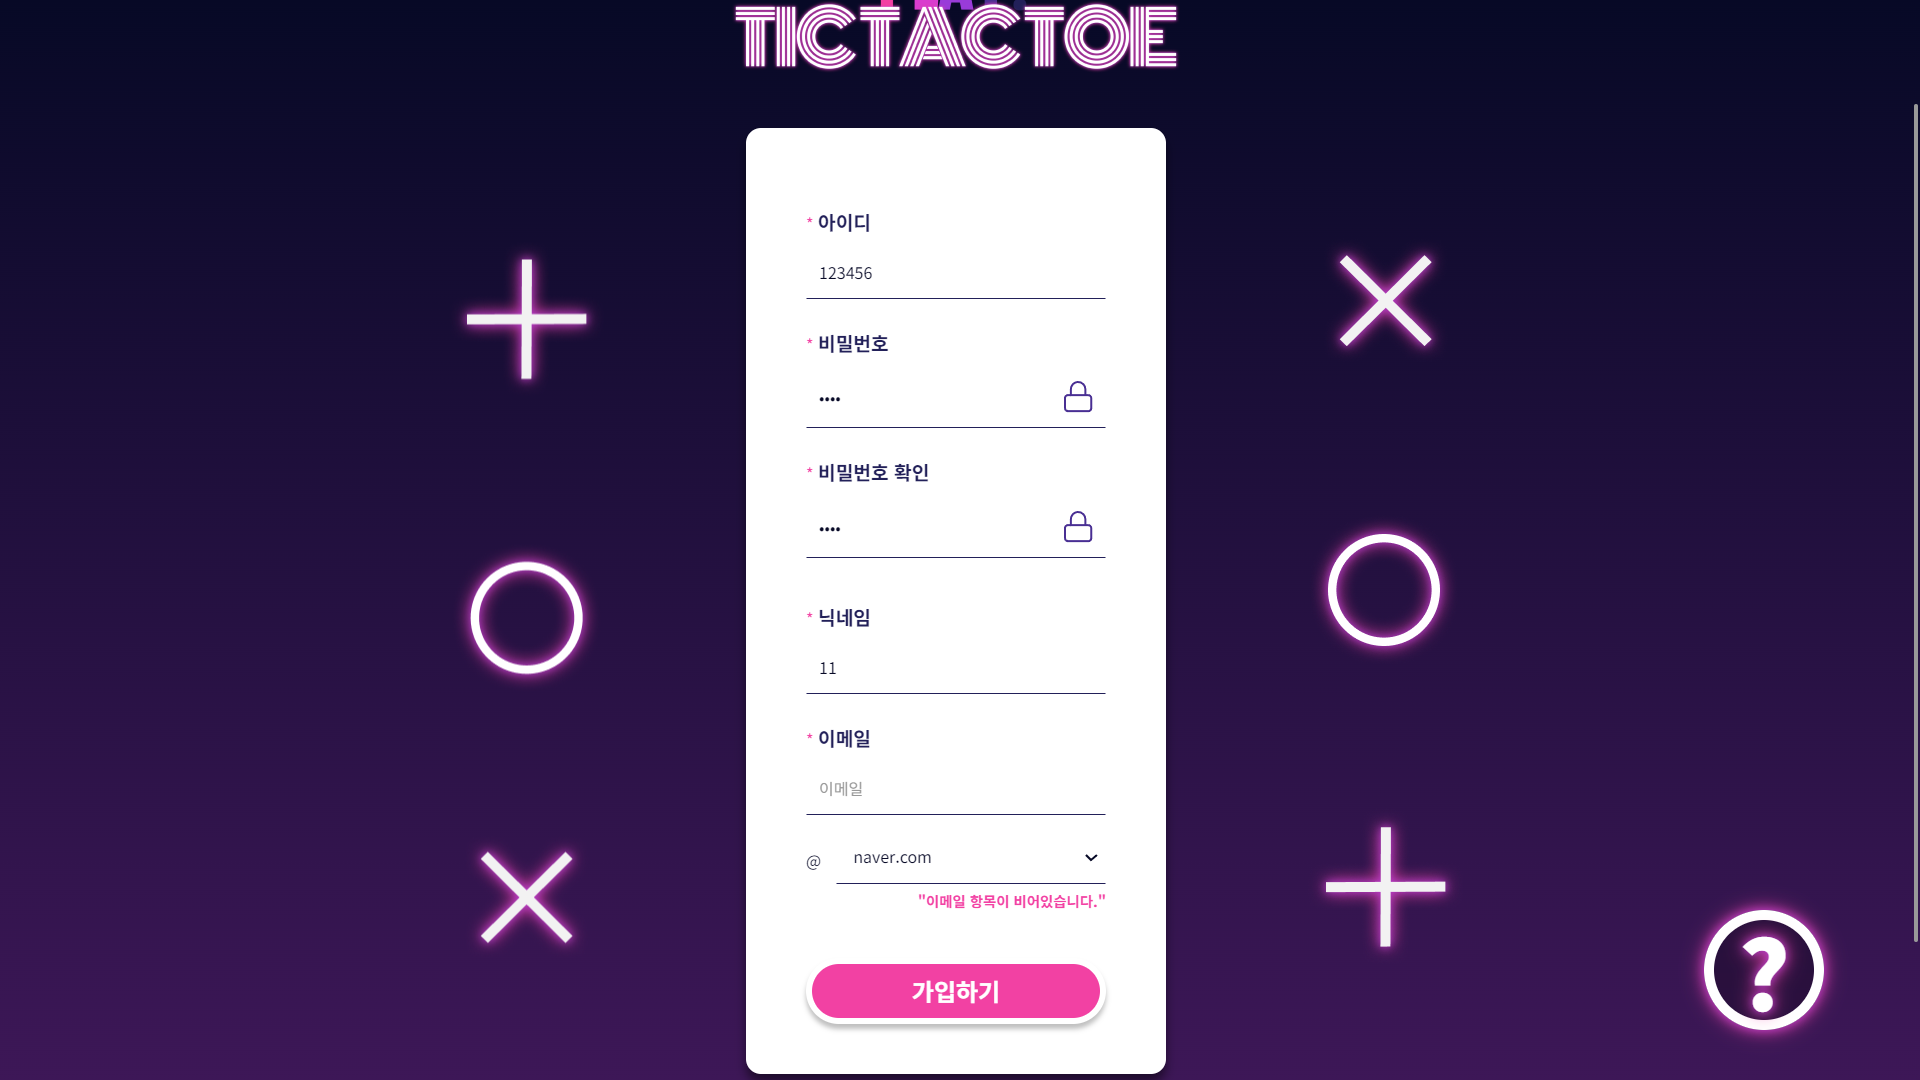 TICTACTOE
* 아이디
123456
* 비밀번호
••••
* 비밀번호 확인
••••
* 닉네임
11
* 이메일
이메일
@ naver.com
"이메일 항목이 비어있습니다."
가입하기
?